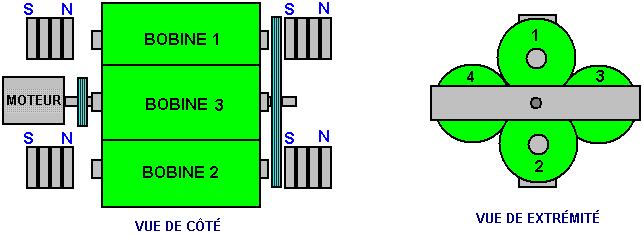 S N
S N
BOBINE 1
MOTEUR
BOBINE 3
S N
S N
BOBINE 2
VUE DE CÔTÉ
1
4
3
2
VUE DE EXTRÉMITÉ